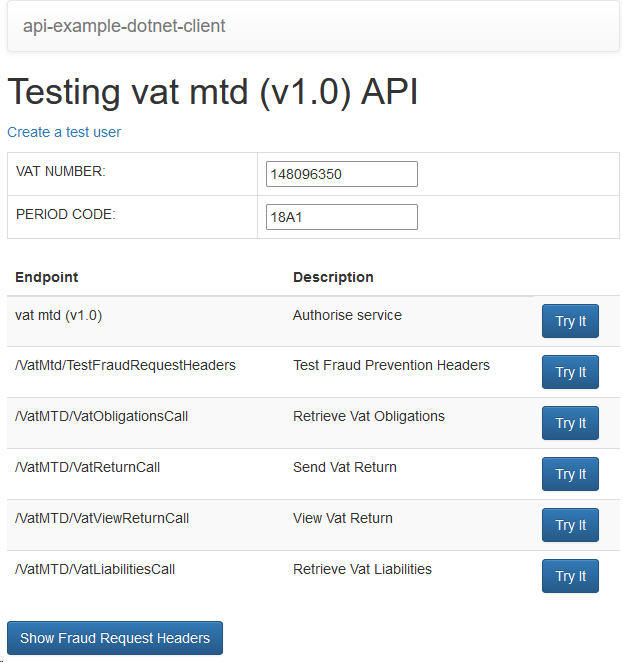 api-example-dotnet-client
Testing vat mtd (v1.0) API
Create a test user
VAT NUMBER: 148096350
PERIOD CODE: 18A1
Endpoint Description
vat mtd (v1.0) Authorise service Try It
/VatMtd/TestFraudRequestHeaders Test Fraud Prevention Headers Try It
/VatMTD/VatObligationsCall Retrieve Vat Obligations Try It
/VatMTD/VatReturnCall Send Vat Return Try It
/VatMTD/VatViewReturnCall View Vat Return Try It
/VatMTD/VatLiabilitiesCall Retrieve Vat Liabilities Try It
Show Fraud Request Headers